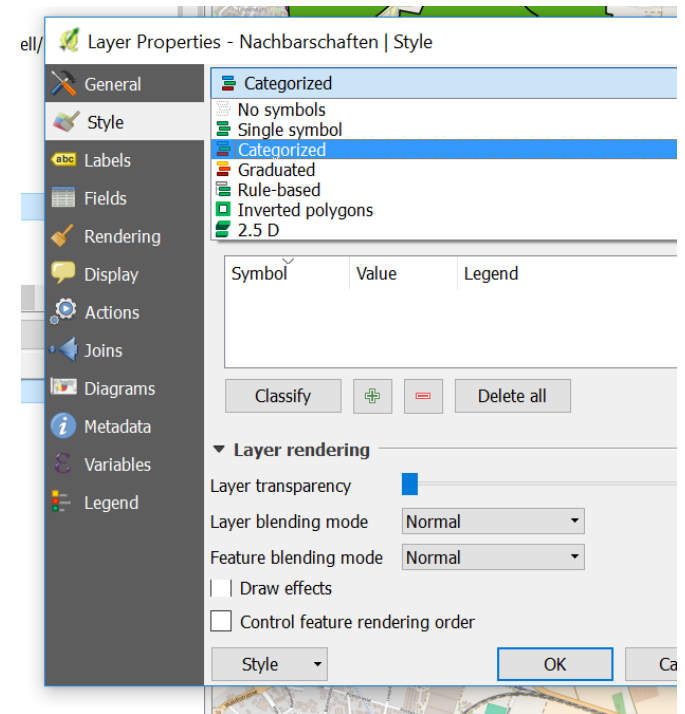 ell/
Layer Properties - Nachbarschaften | Style
General
Style
abc Labels
Fields
Rendering
Display
Actions
Joins
Diagrams
Metadata
Variables
Legend
Categorized
No symbols
Single symbol
Categorized
Graduated
Rule-based
Inverted polygons
2.5 D
Symbol Value Legend
Classify Delete all
Layer rendering
Layer transparency
Layer blending mode Normal
Feature blending mode Normal
Draw effects
Control feature rendering order
Style OK Ca